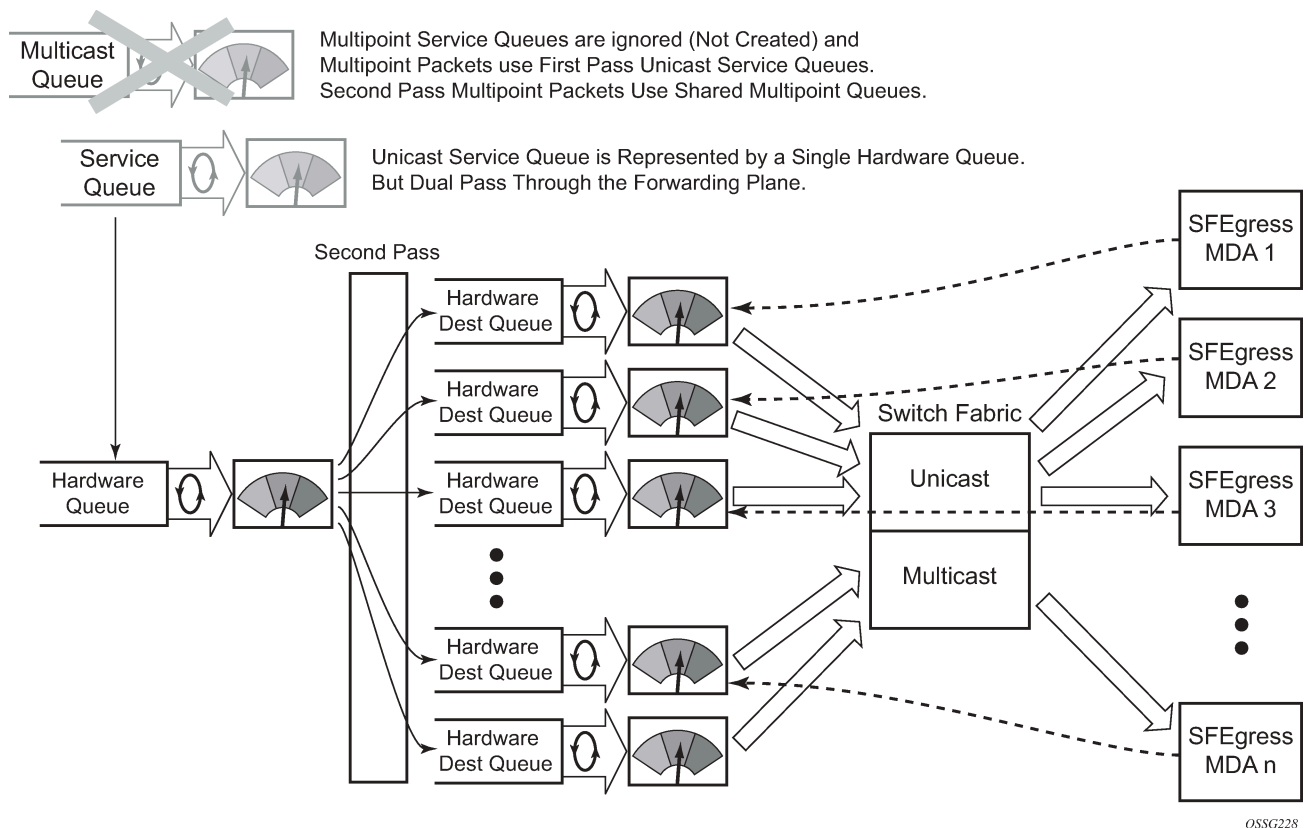 Multicast
Queue
Multipoint Service Queues are ignored (Not Created) and
Multipoint Packets use First Pass Unicast Service Queues.
Second Pass Multipoint Packets Use Shared Multipoint Queues.
Service
Queue
Unicast Service Queue is Represented by a Single Hardware Queue.
But Dual Pass Through the Forwarding Plane.
Second Pass
Hardware
Queue
Hardware
Dest Queue
Hardware
Dest Queue
Hardware
Dest Queue
Hardware
Dest Queue
Hardware
Dest Queue
Switch Fabric
Unicast
Multicast
SFEgress
MDA 1
SFEgress
MDA 2
SFEgress
MDA 3
SFEgress
MDA n
OSSG228